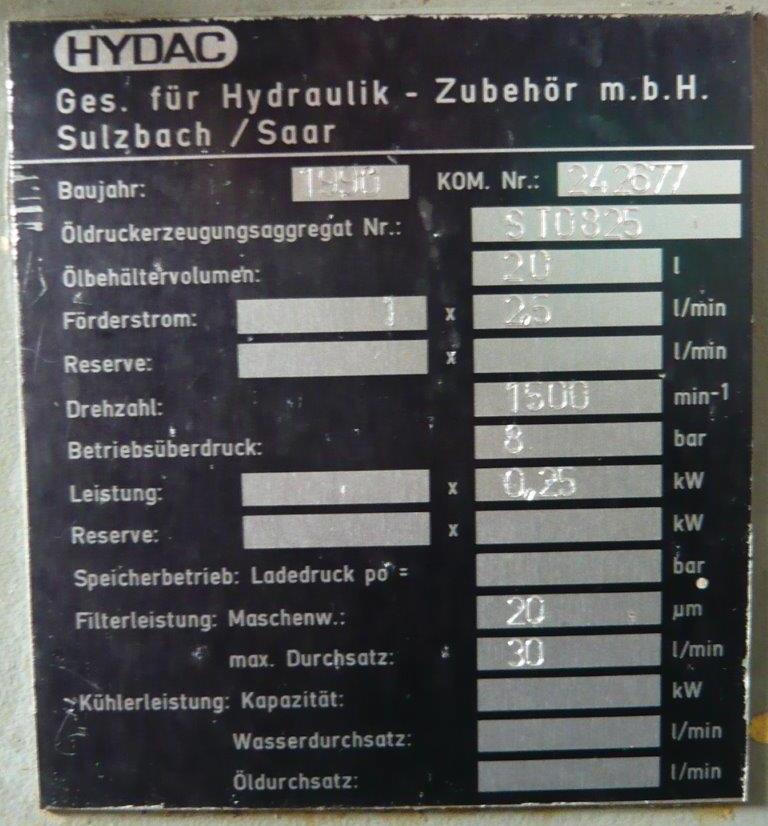 HYDAC
Ges. für Hydraulik - Zubehör m.b.H.
Sulzbach /Saar
Baujahr: 1990 KOM. Nr.: 242677
Öldruckerzeugungsaggregat Nr.: ST0825
Ölbehältervolumen: 20 l
Förderstrom: 1 x 2,5 l/min
Reserve: x l/min
Drehzahl: 1500 min-1
Betriebsüberdruck: 8 bar
Leistung: x 0,25 kW
Reserve: x kW
Speicherbetrieb: Ladedruck po = bar
Filterleistung: Maschenw.: 20 µm
max. Durchsatz: 30 l/min
Kühlerleistung: Kapazität: kW
Wasserdurchsatz: l/min
Öldurchsatz: l/min